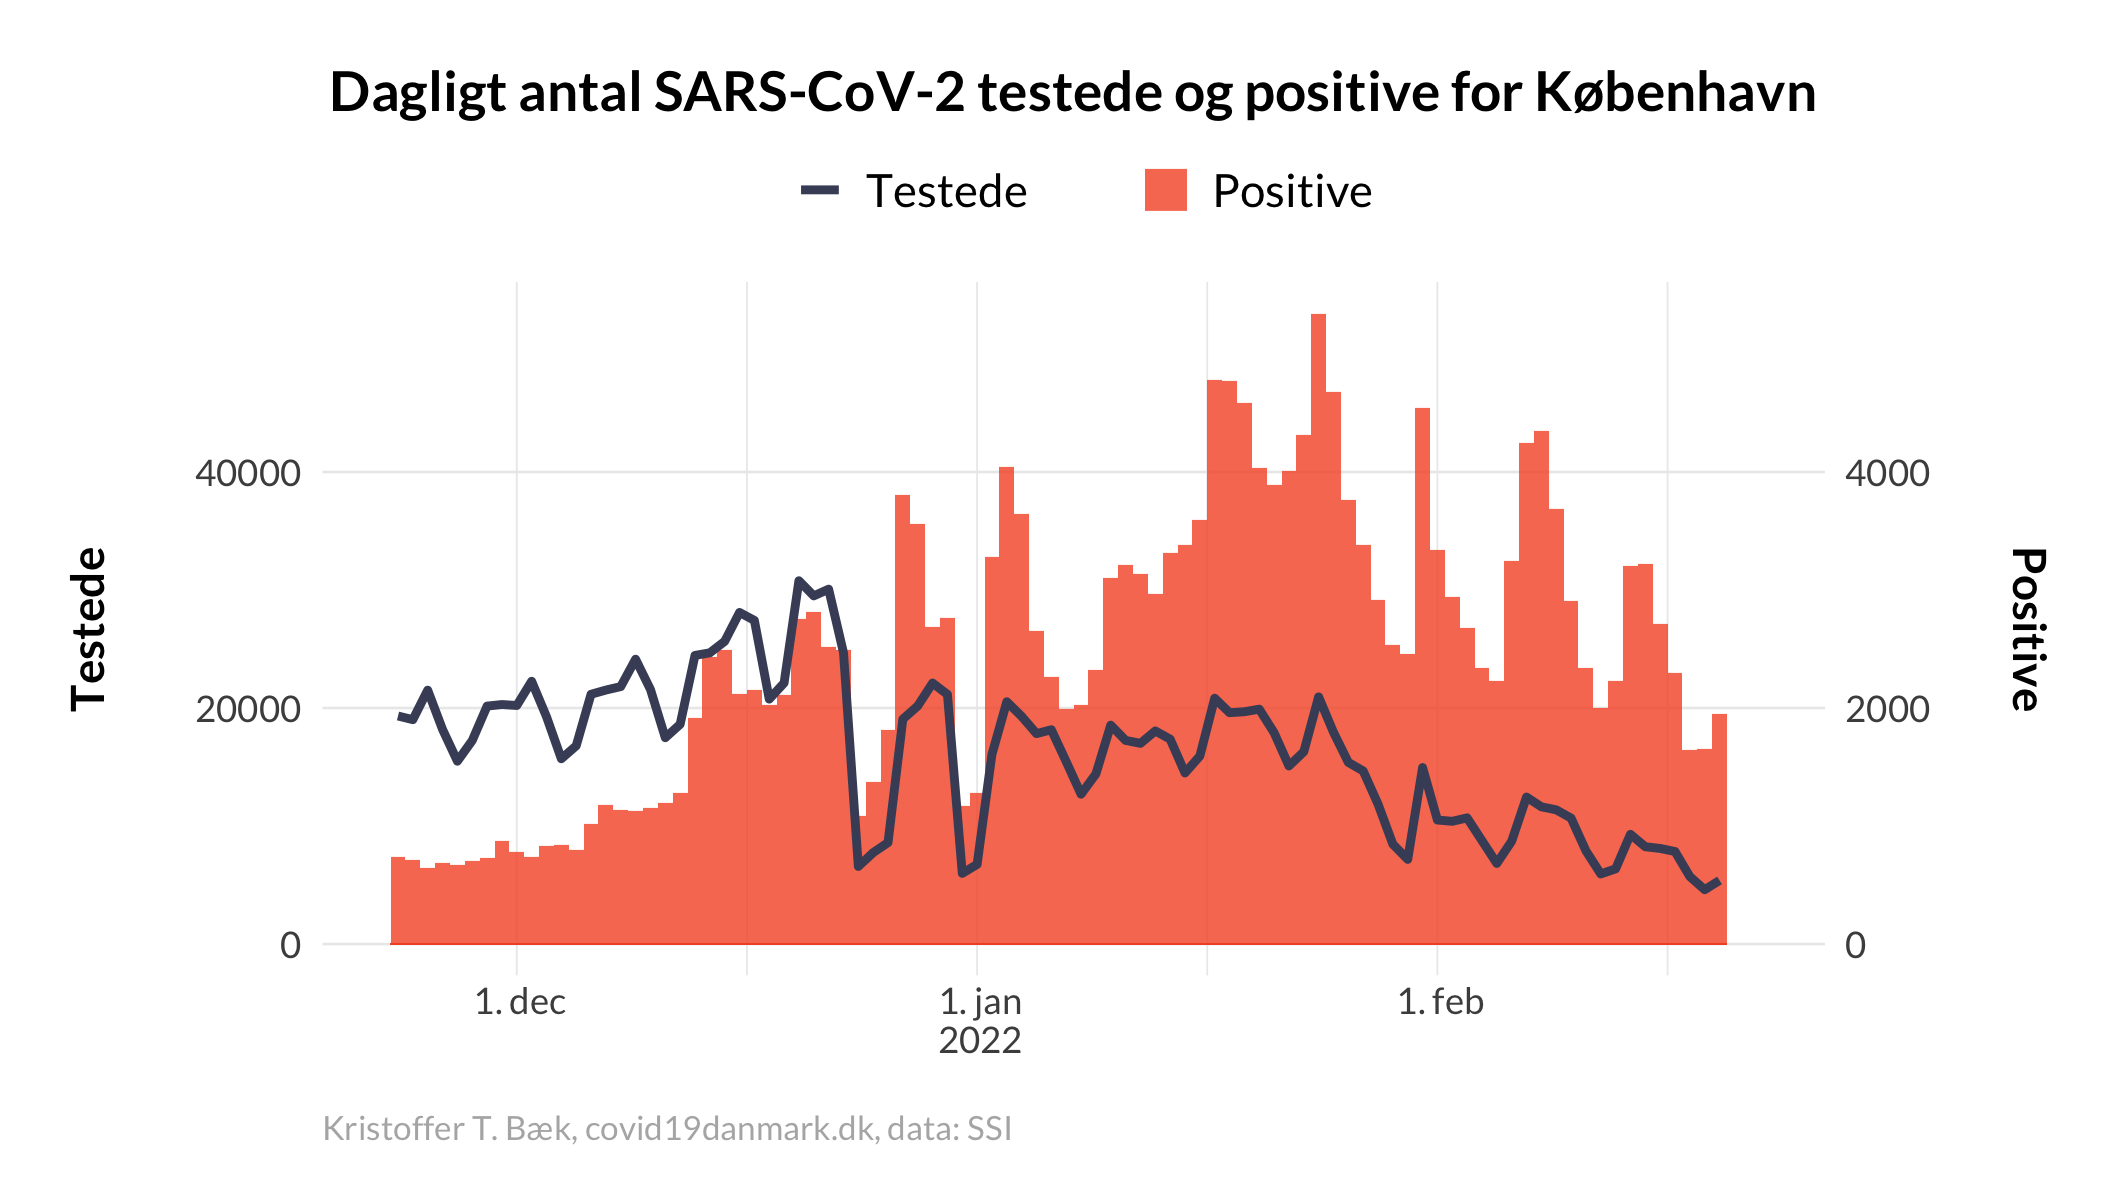 Dagligt antal SARS-CoV-2 testede og positive for København
Testede
Positive
Testede
40000
20000
0
4000
2000
0
Positive
1. dec
1. jan
2022
1. feb
Kristoffer T. Bæk, covid19danmark.dk, data: SSI